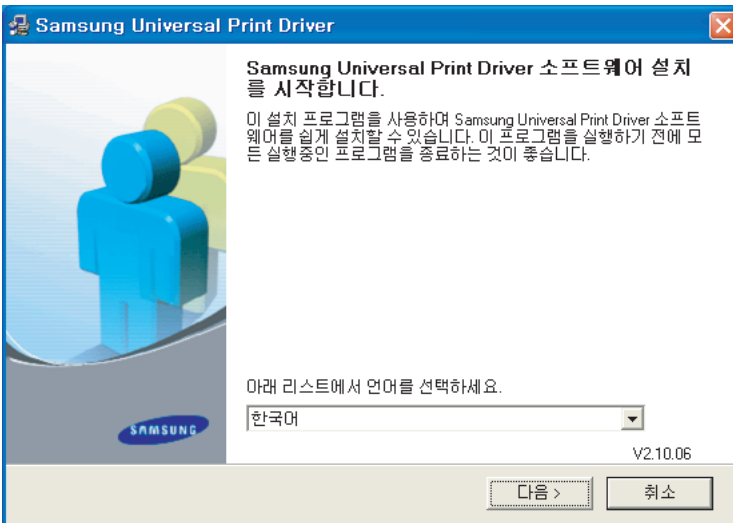 Samsung Universal Print Driver
Samsung Universal Print Driver 소프트웨어 설치
를 시작합니다.
이 설치 프로그램을 사용하여 Samsung Universal Print Driver 소프트
웨어를 쉽게 설치할 수 있습니다. 이 프로그램을 실행하기 전에 모
든 실행중인 프로그램을 종료하는 것이 좋습니다.
아래 리스트에서 언어를 선택하세요.
한국어
SAMSUNG
V2.10.06
다음 >
취소